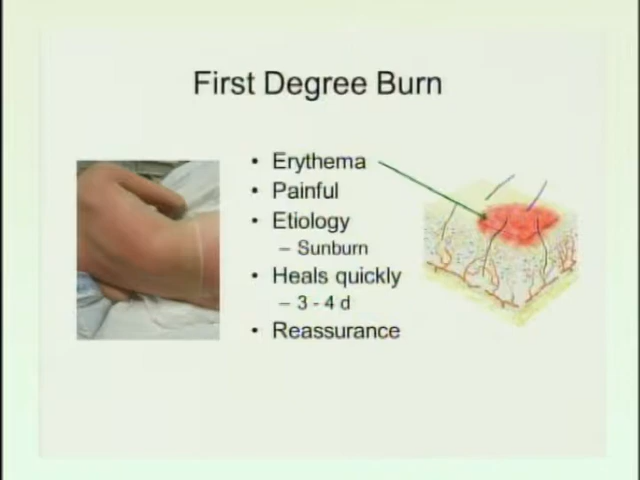 First Degree Burn
• Erythema
• Painful
• Etiology
– Sunburn
• Heals quickly
– 3 - 4 d
• Reassurance